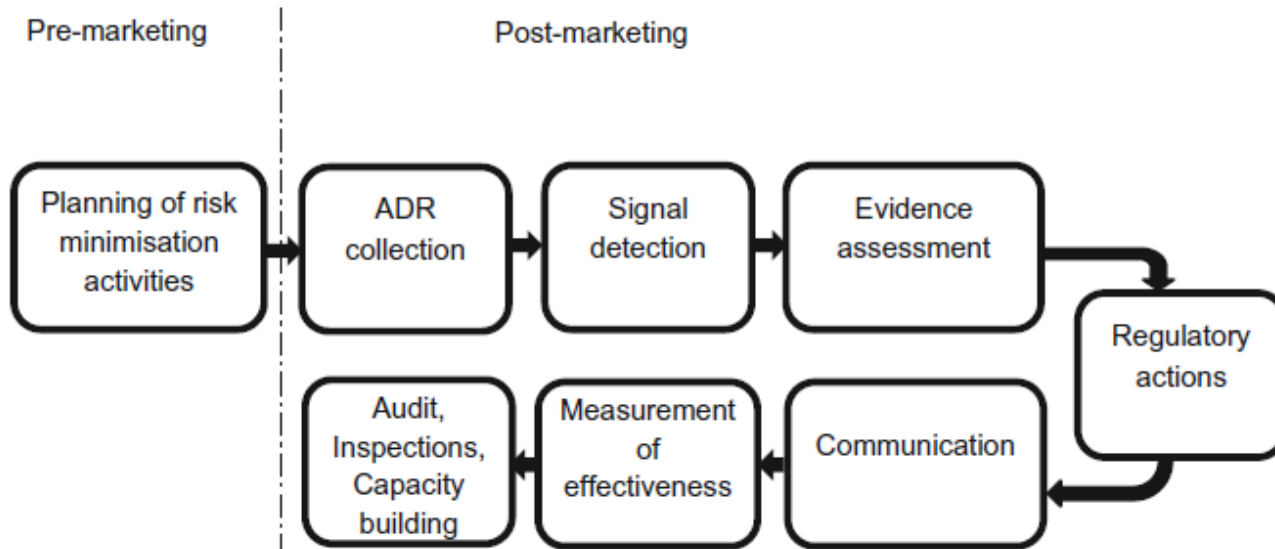 Pre-marketing
Post-marketing
Planning of risk
minimisation
activities
ADR
collection
Signal
detection
Evidence
assessment
Regulatory
actions
Communication
Measurement
of
effectiveness
Audit,
Inspections,
Capacity
building